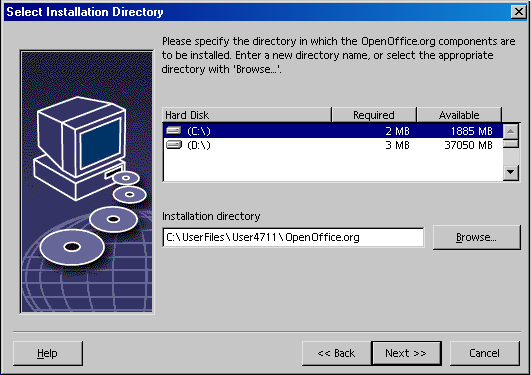 Select Installation Directory
Please specify the directory in which the OpenOffice.org components are
to be installed. Enter a new directory name, or select the appropriate
directory with 'Browse...'.
Hard Disk Required Available
(C:\) 2 MB 1885 MB
(D:\) 3 MB 37050 MB
Installation directory
C:\UserFiles\User4711\OpenOffice.org
Browse...
Help
<< Back
Next >>
Cancel